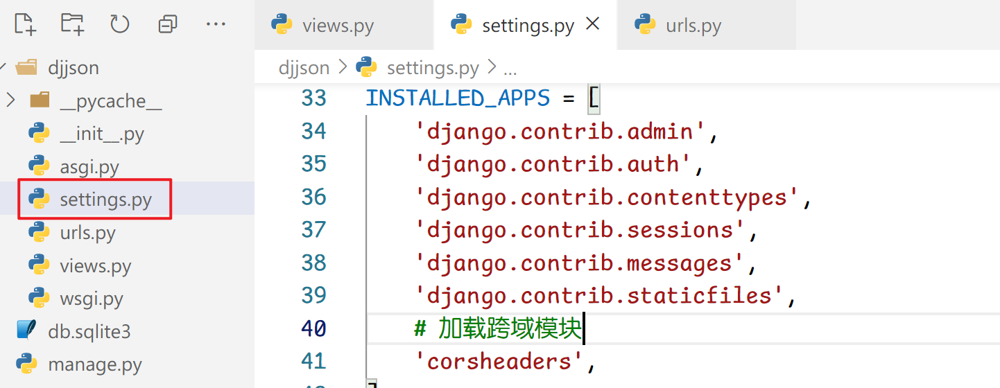 views.py
settings.py
urls.py
djjson
djjson settings.py ...
__pycache__
__init__.py
asgi.py
settings.py
urls.py
views.py
wsgi.py
db.sqlite3
manage.py
33 INSTALLED_APPS = [
34 'django.contrib.admin',
35 'django.contrib.auth',
36 'django.contrib.contenttypes',
37 'django.contrib.sessions',
38 'django.contrib.messages',
39 'django.contrib.staticfiles',
40 # 加载跨域模块
41 'corsheaders',